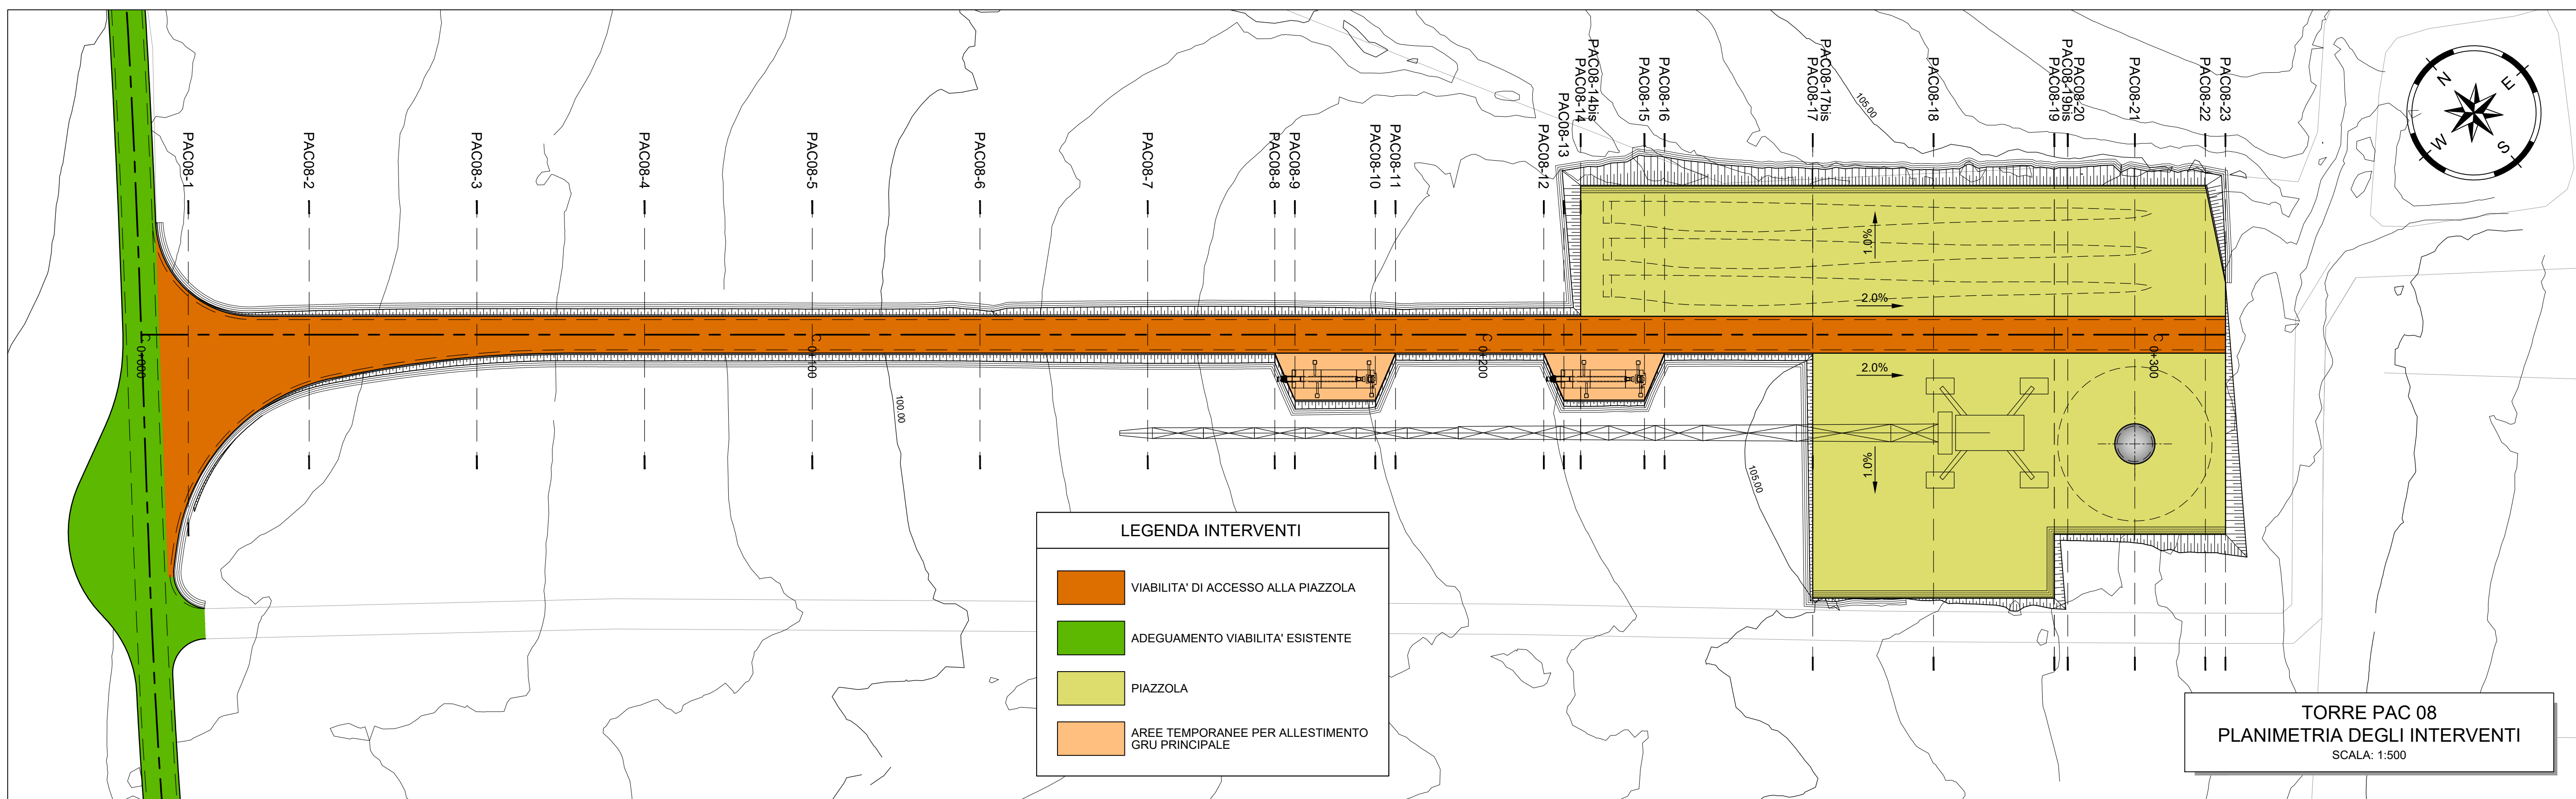 PAC08-1
PAC08-2
PAC08-3
PAC08-4
PAC08-5
PAC08-6
PAC08-7
PAC08-8
PAC08-9
PAC08-10
PAC08-11
PAC08-12
PAC08-13
PAC08-14
PAC08-14bis
PAC08-15
PAC08-16
PAC08-17
PAC08-17bis
PAC08-18
PAC08-19
PAC08-19bis
PAC08-20
PAC08-21
PAC08-22
PAC08-23
N
E
S
W
105.00
1.0%
2.0%
C 0+000
C 0+100
C 0+200
C 0+300
2.0%
100.00
1.0%
105.00
LEGENDA INTERVENTI
VIABILITA' DI ACCESSO ALLA PIAZZOLA
ADEGUAMENTO VIABILITA' ESISTENTE
PIAZZOLA
AREE TEMPORANEE PER ALLESTIMENTO
GRU PRINCIPALE
TORRE PAC 08
PLANIMETRIA DEGLI INTERVENTI
SCALA: 1:500